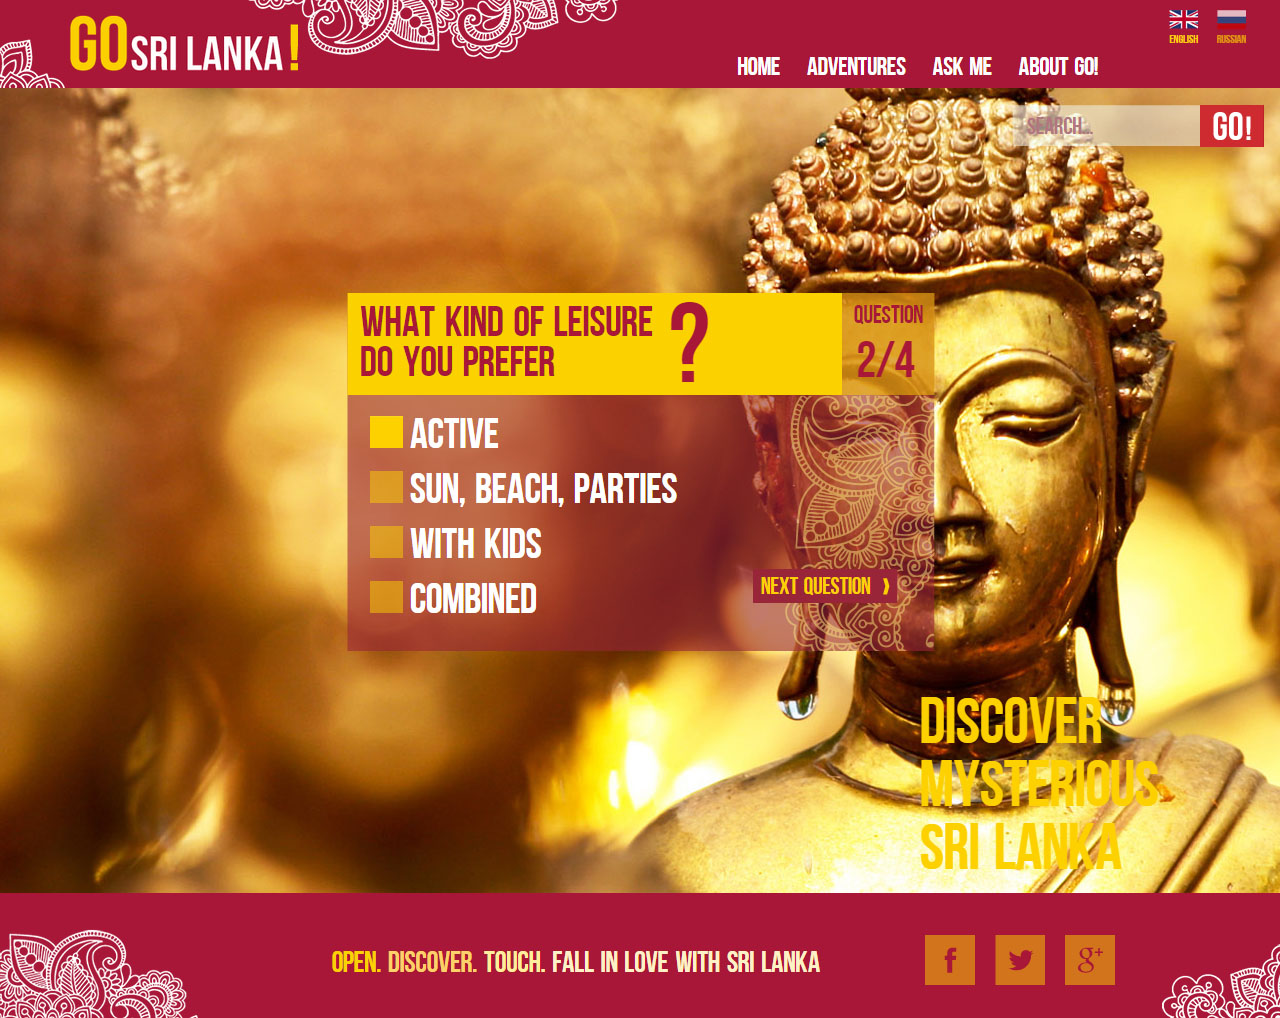 GO SRI LANKA!
ENGLISH
RUSSIAN
HOME ADVENTURES ASK ME ABOUT GO!
SEARCH...
GO!
WHAT KIND OF LEISURE
DO YOU PREFER ?
QUESTION
2/4
ACTIVE
SUN, BEACH, PARTIES
WITH KIDS
COMBINED
NEXT QUESTION ❫
DISCOVER
MYSTERIOUS
SRI LANKA
OPEN. DISCOVER. TOUCH. FALL IN LOVE WITH SRI LANKA
f
g+